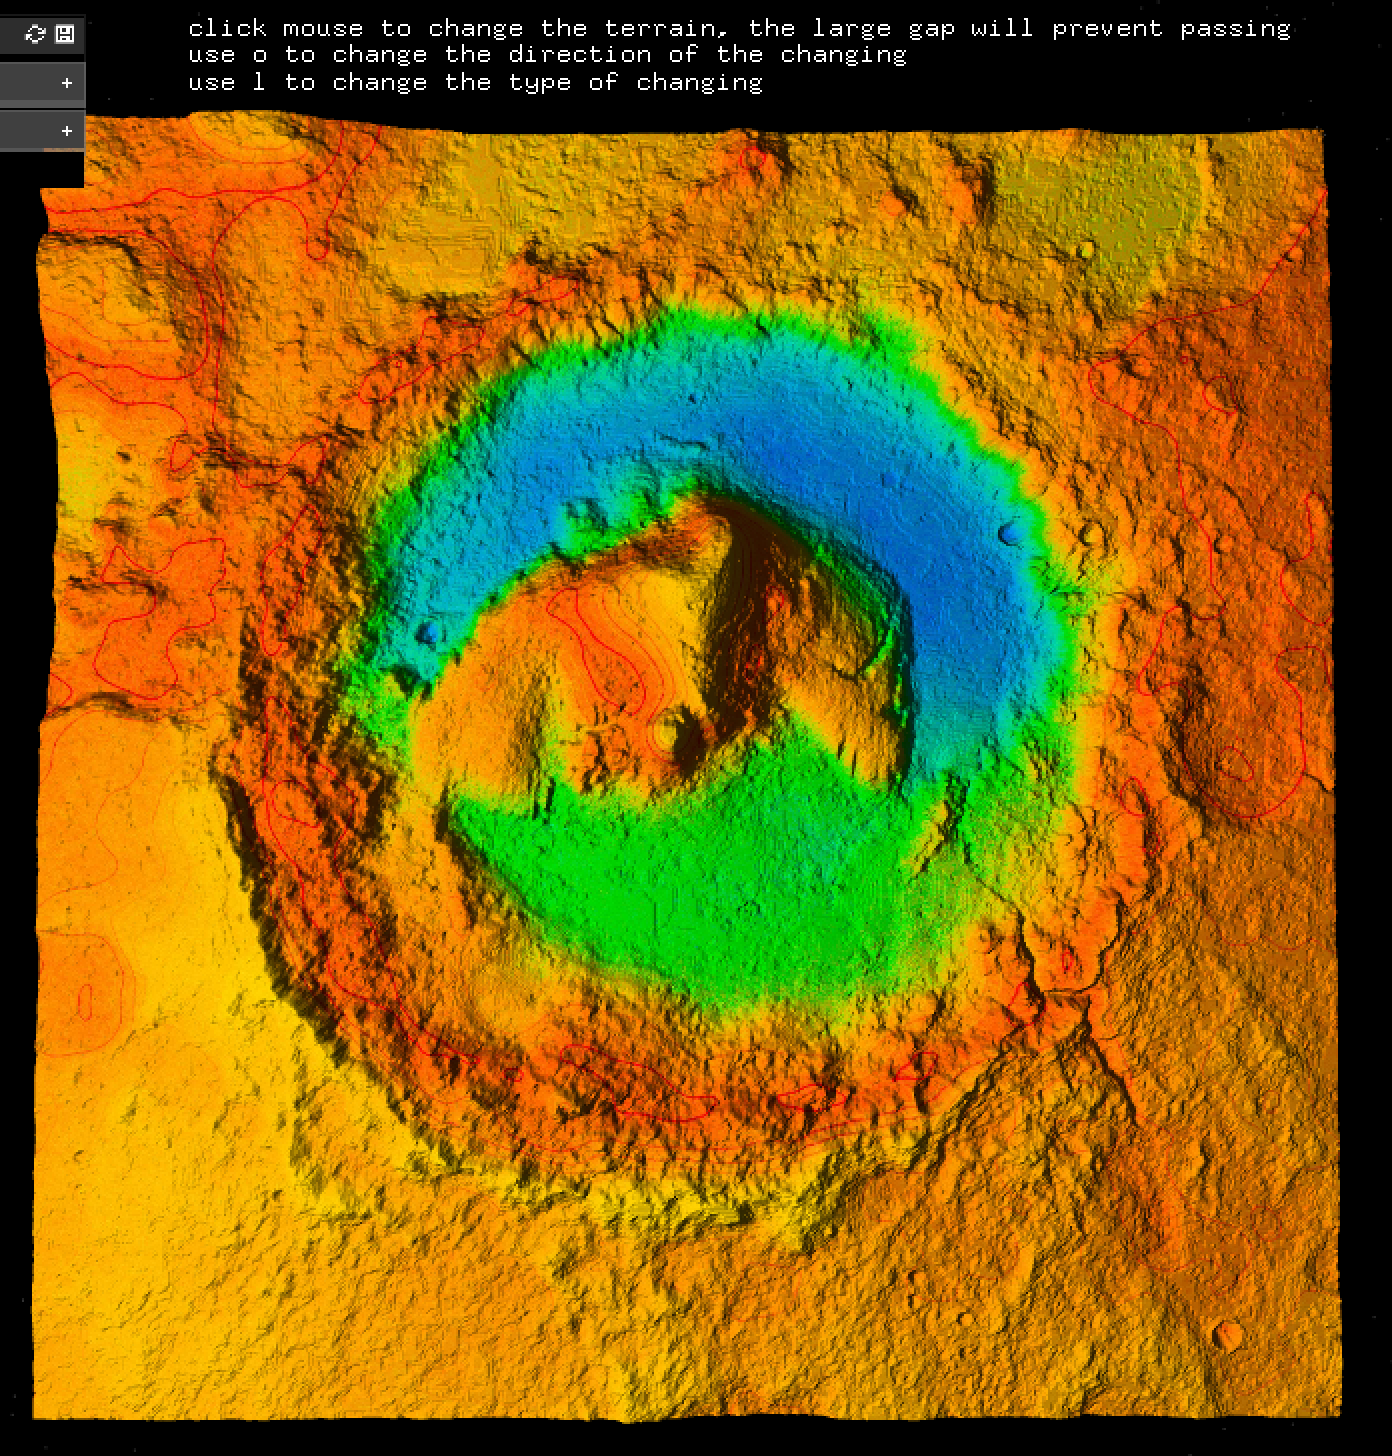 click mouse to change the terrain, the large gap will prevent passing
use o to change the direction of the changing
use l to change the type of changing
+
+